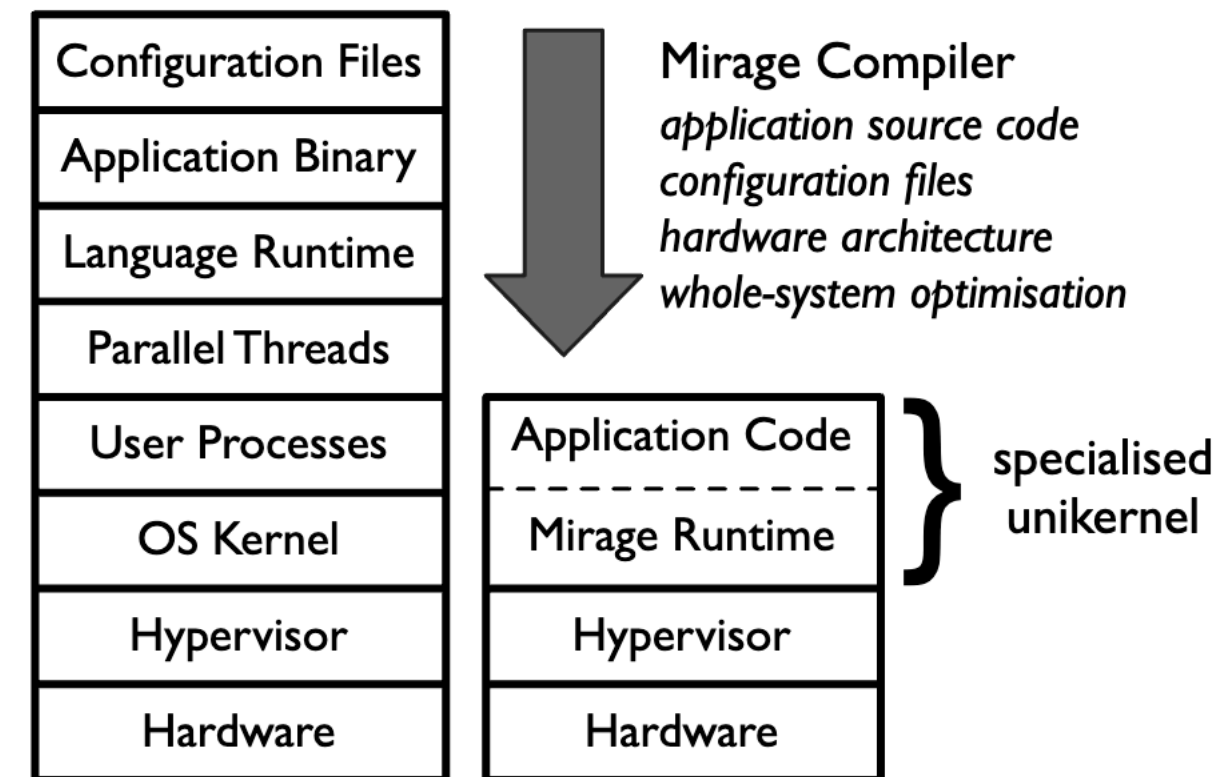 Configuration Files
Application Binary
Language Runtime
Parallel Threads
User Processes
OS Kernel
Hypervisor
Hardware
Mirage Compiler
application source code
configuration files
hardware architecture
whole-system optimisation
Application Code
Mirage Runtime
Hypervisor
Hardware
specialised
unikernel